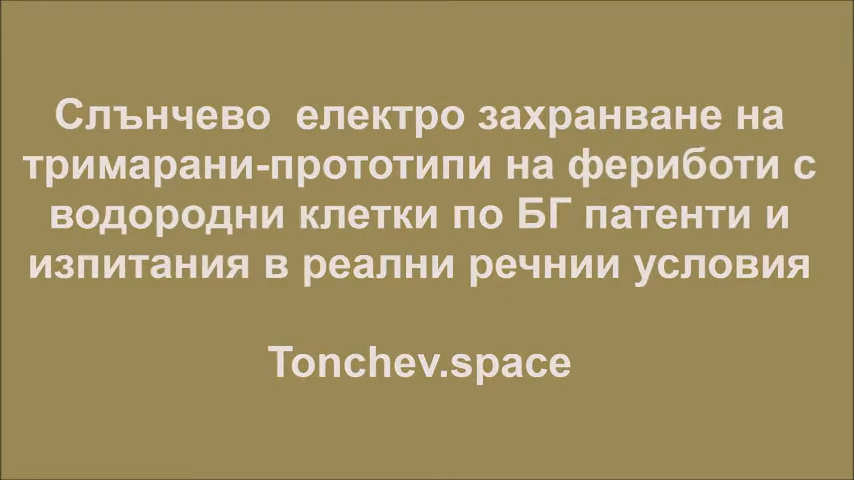 Слънчево  електро захранване на
тримарани-прототипи на фериботи с
водородни клетки по БГ патенти и
изпитания в реални речнии условия
Tonchev.space